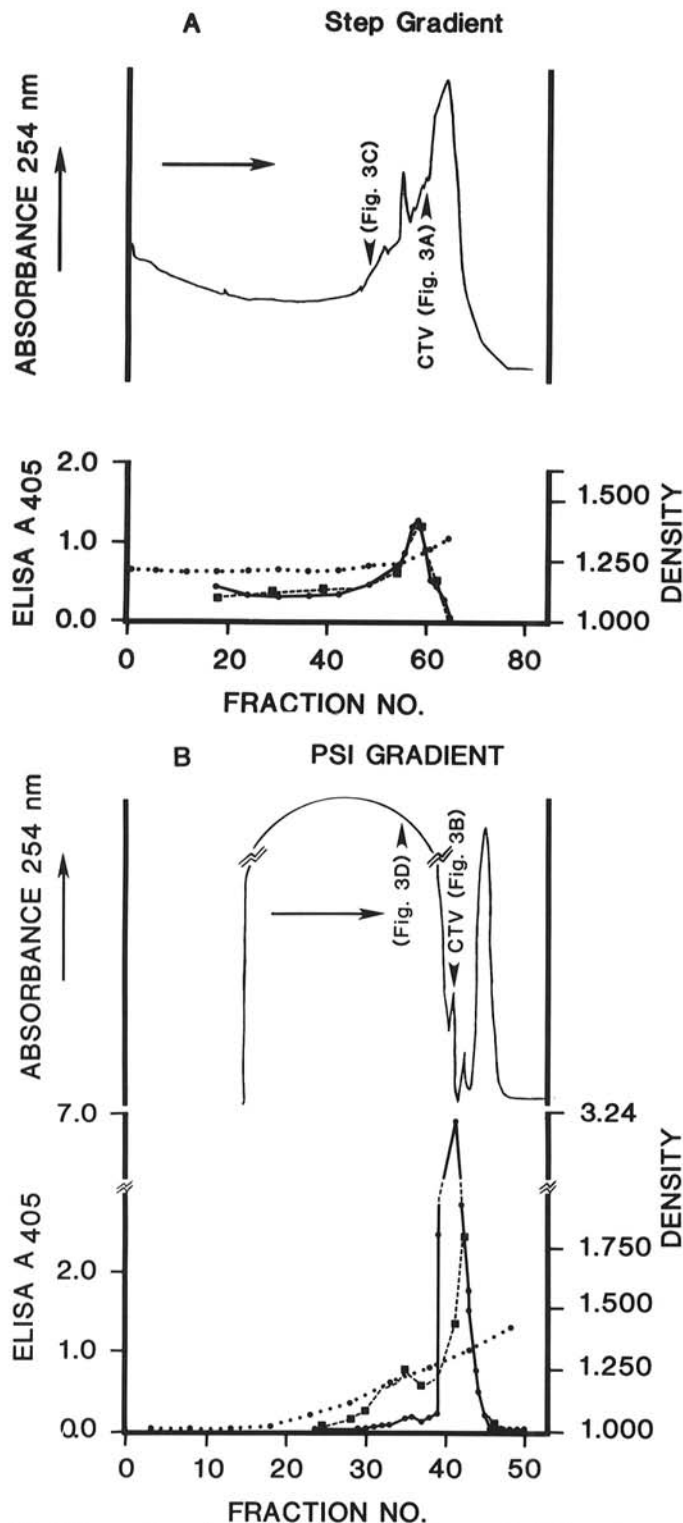 A Step Gradient
ABSORBANCE 254 nm
(Fig. 3C)
CTV (Fig. 3A)
ELISA A 405
2.0
1.0
0.0
1.500
1.250
1.000
DENSITY
0 20 40 60 80
FRACTION NO.
B PSI GRADIENT
ABSORBANCE 254 nm
(Fig. 3D)
CTV (Fig. 3B)
ELISA A 405
7.0
2.0
1.0
0.0
3.24
1.750
1.500
1.250
1.000
DENSITY
0 10 20 30 40 50
FRACTION NO.